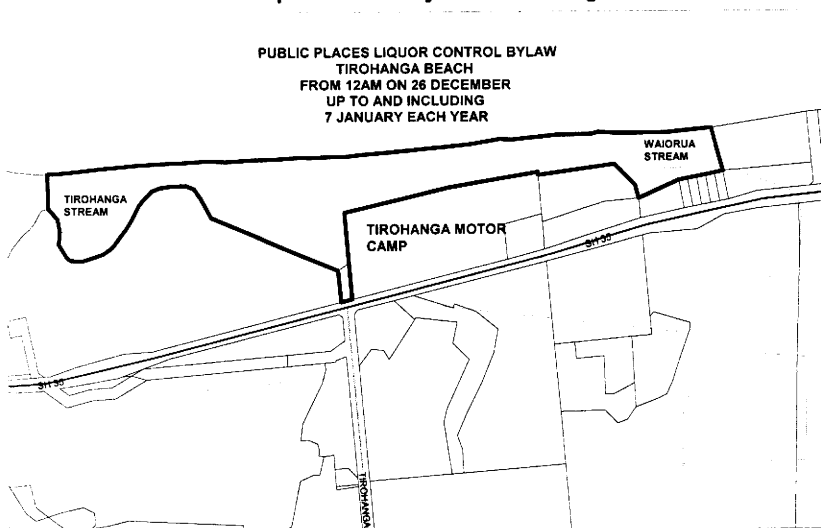 PUBLIC PLACES LIQUOR CONTROL BYLAW
TIROHANGA BEACH
FROM 12AM ON 26 DECEMBER
UP TO AND INCLUDING
7 JANUARY EACH YEAR
WAIORUA
STREAM
TIROHANGA
STREAM
TIROHANGA MOTOR
CAMP
SH 35
SH 35
TIROHANGA